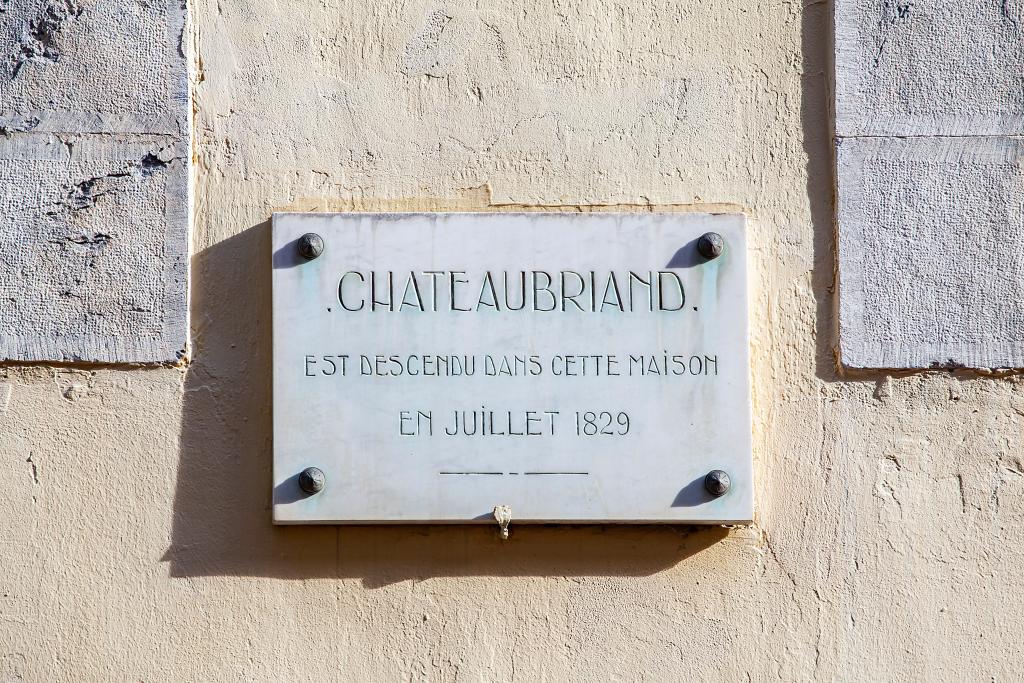 .CHATEAUBRIAND.
EST DESCENDU DANS CETTE MAiSON
EN JUiLLET 1829